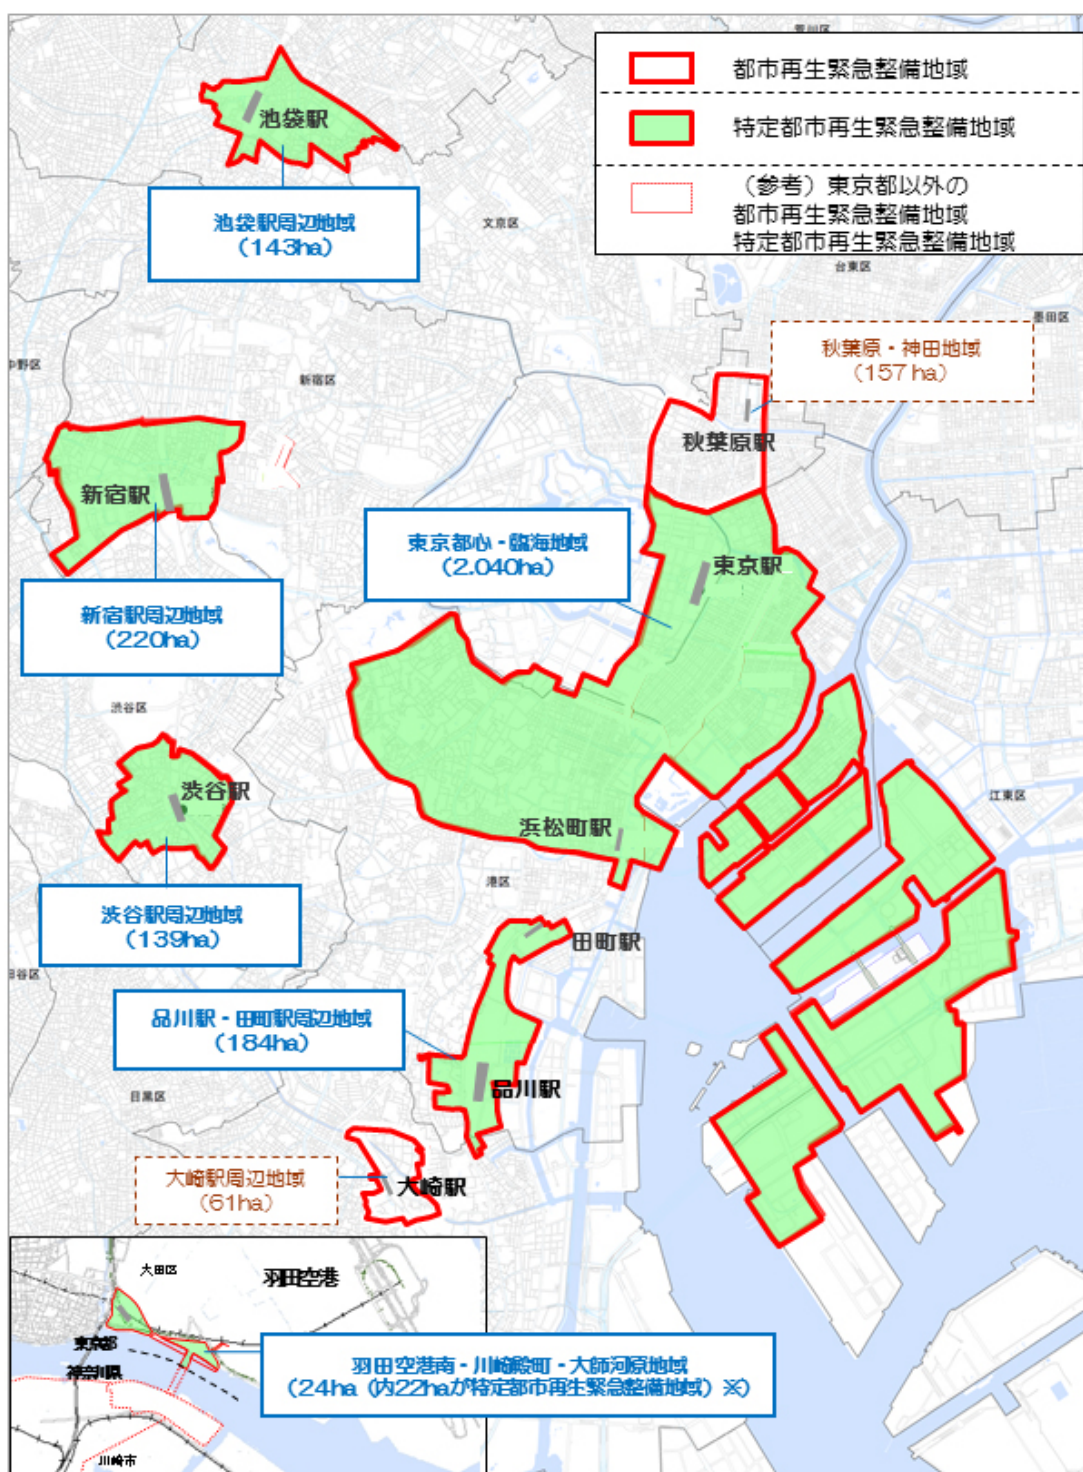 荒川区
都市再生緊急整備地域
特定都市再生緊急整備地域
（参考）東京都以外の
都市再生緊急整備地域
特定都市再生緊急整備地域
池袋駅
池袋駅周辺地域
(143ha)
文京区
台東区
墨田区
中野区
新宿区
秋葉原・神田地域
(157ha)
秋葉原駅
新宿駅
東京都心・臨海地域
(2.040ha)
東京駅
新宿駅周辺地域
(220ha)
渋谷区
渋谷駅
江東区
浜松町駅
港区
渋谷駅周辺地域
(139ha)
田町駅
品川駅・田町駅周辺地域
(184ha)
品川駅
目黒区
大崎駅周辺地域
(61ha)
大崎駅
大田区
羽田空港
東京都
神奈川県
羽田空港南・川崎殿町・大師河原地域
(24ha (内22haが特定都市再生緊急整備地域) ※)
川崎市